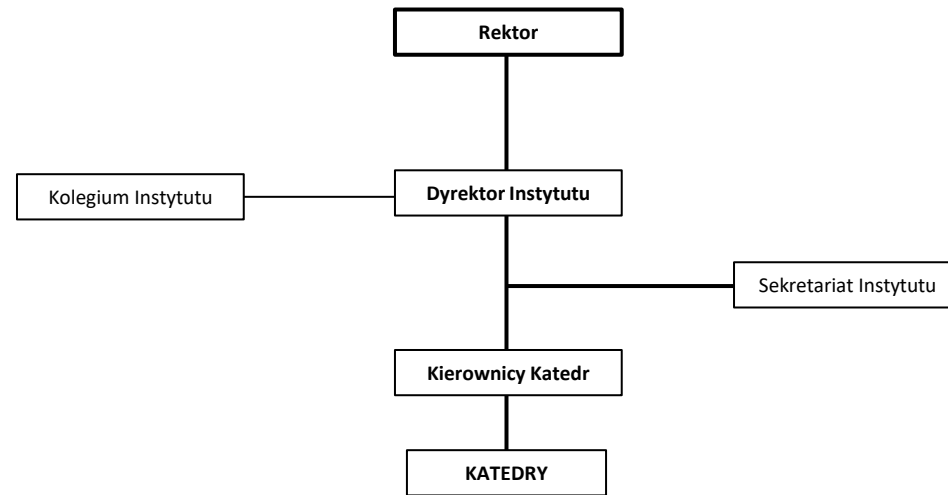 Rektor
Kolegium Instytutu
Dyrektor Instytutu
Sekretariat Instytutu
Kierownicy Katedr
KATEDRY